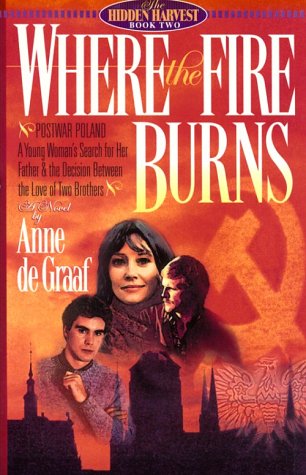 The
HIDDEN HARVEST
BOOK TWO
WHERE the FIRE
BURNS
POSTWAR POLAND
A Young Woman's Search for Her
Father & the Decision Between
the Love of Two Brothers
A Novel
by
Anne
de Graaf